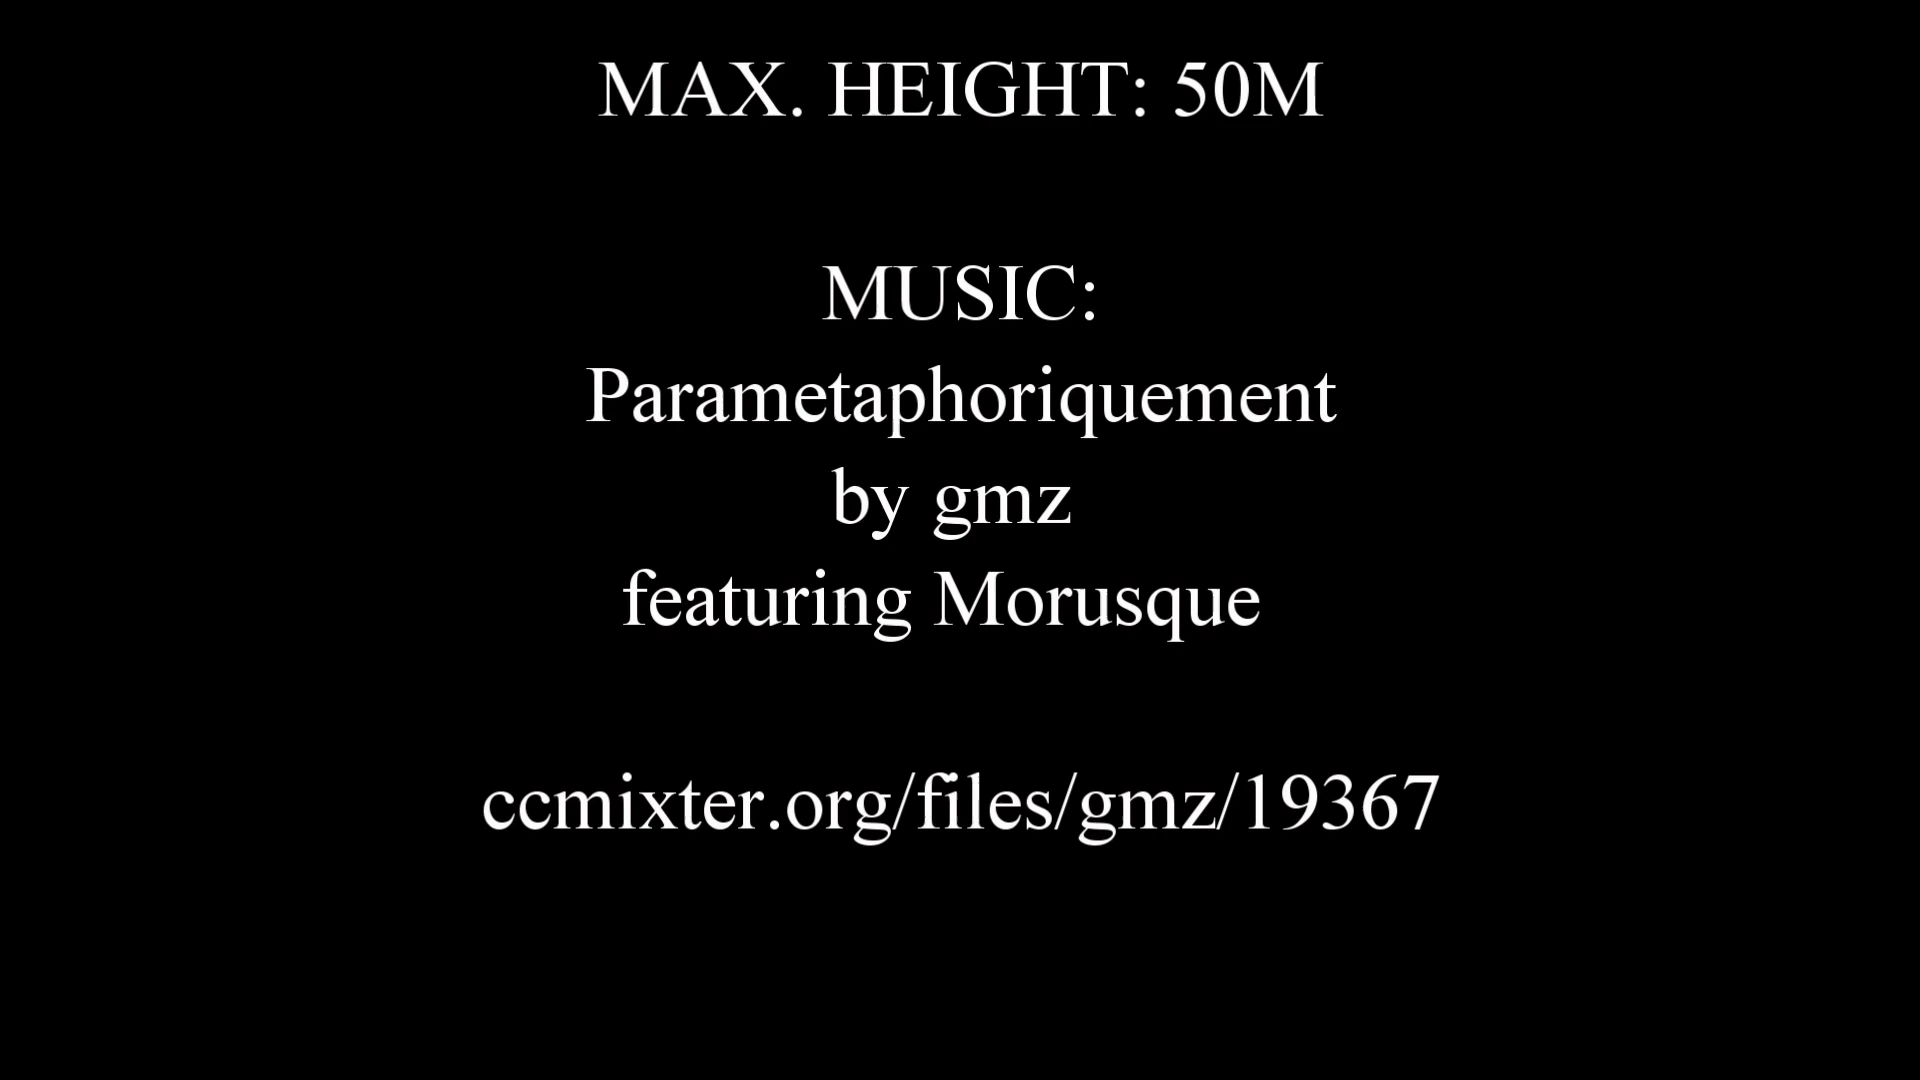 MAX. HEIGHT: 50M
MUSIC:
Parametaphoriquement
by gmz
featuring Morusque
ccmixter.org/files/gmz/19367